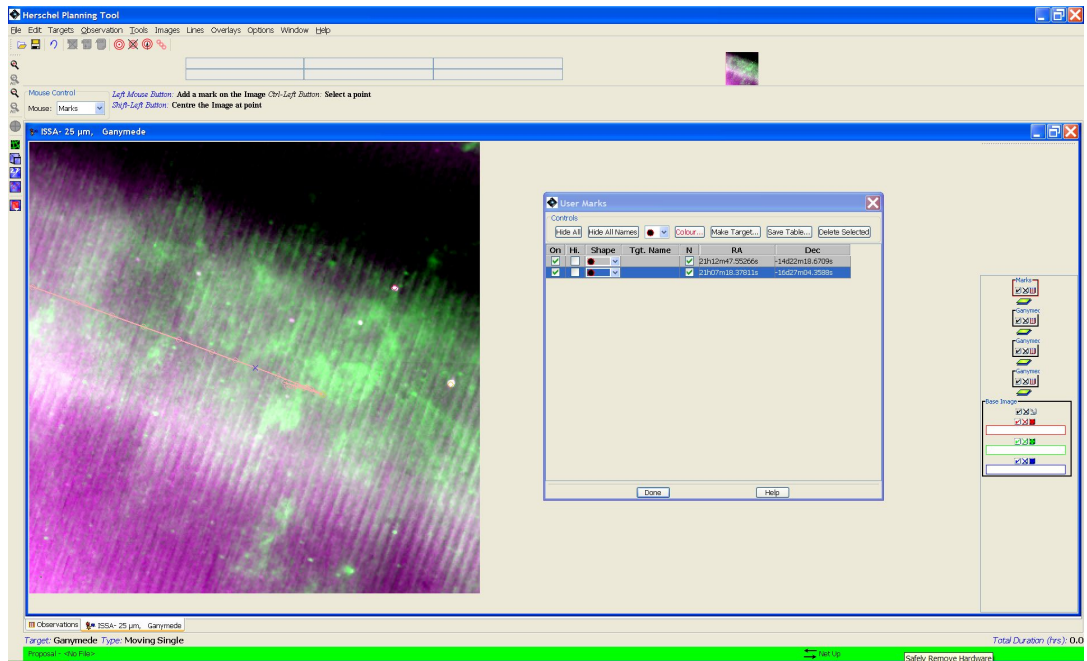 Herschel Planning Tool
File Edit Targets Observation Tools Images Lines Overlays Options Window Help
Mouse Control
Left Mouse Button: Add a mark on the Image Ctrl-Left Button: Select a point
Mouse: Marks
Shift-Left Button: Centre the Image at point
ISSA- 25 µm, Ganymede
User Marks
Controls
Hide All Hide All Names Colour... Make Target... Save Table... Delete Selected
On Hi. Shape Tgt. Name N RA Dec
21h12m47.55266s -14d22m18.6709s
21h07m18.37811s -16d27m04.3588s
Done Help
Marks
Ganymec
Ganymec
Ganymec
Base Image
Observations ISSA- 25 µm, Ganymede
Target: Ganymede Type: Moving Single Total Duration (hrs): 0.0
Proposal - <No File> Net Up
Safely Remove Hardware